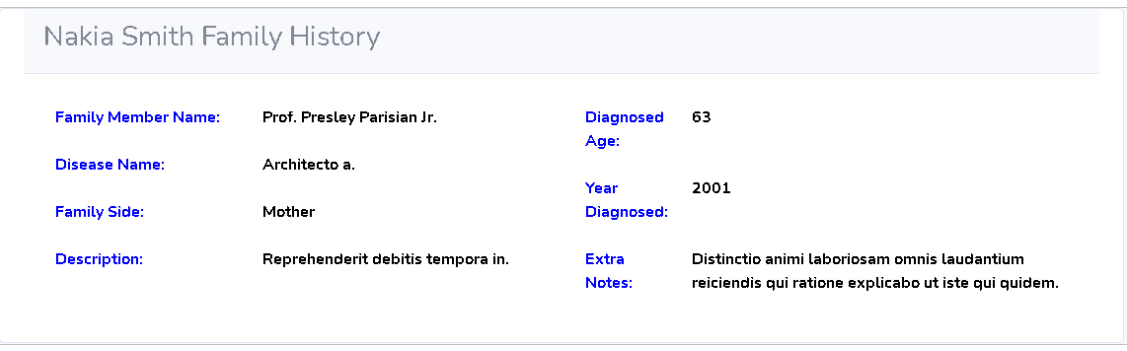 Nakia Smith Family History
Family Member Name: Prof. Presley Parisian Jr.
Disease Name: Architecto a.
Family Side: Mother
Description: Reprehenderit debitis tempora in.
Diagnosed 63
Age:
Year 2001
Diagnosed:
Extra Distinctio animi laboriosam omnis laudantium
Notes: reiciendis qui ratione explicabo ut iste qui quidem.